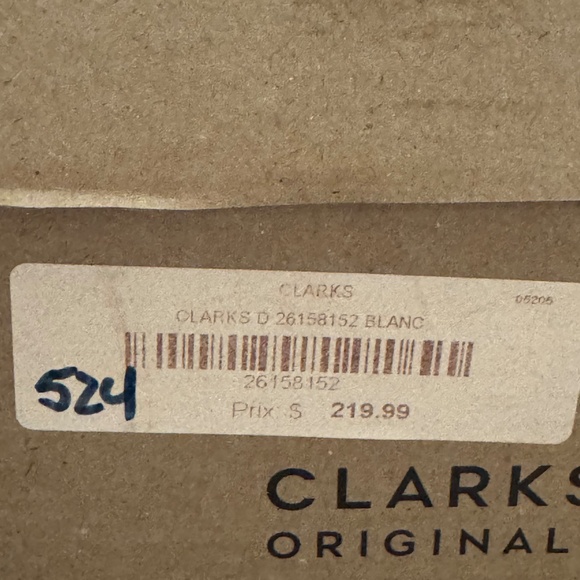 CLARKS
05205
CLARKS D 26158152 BLANC
26158152
524
Prix $ 219.99
CLARKS
ORIGINAL